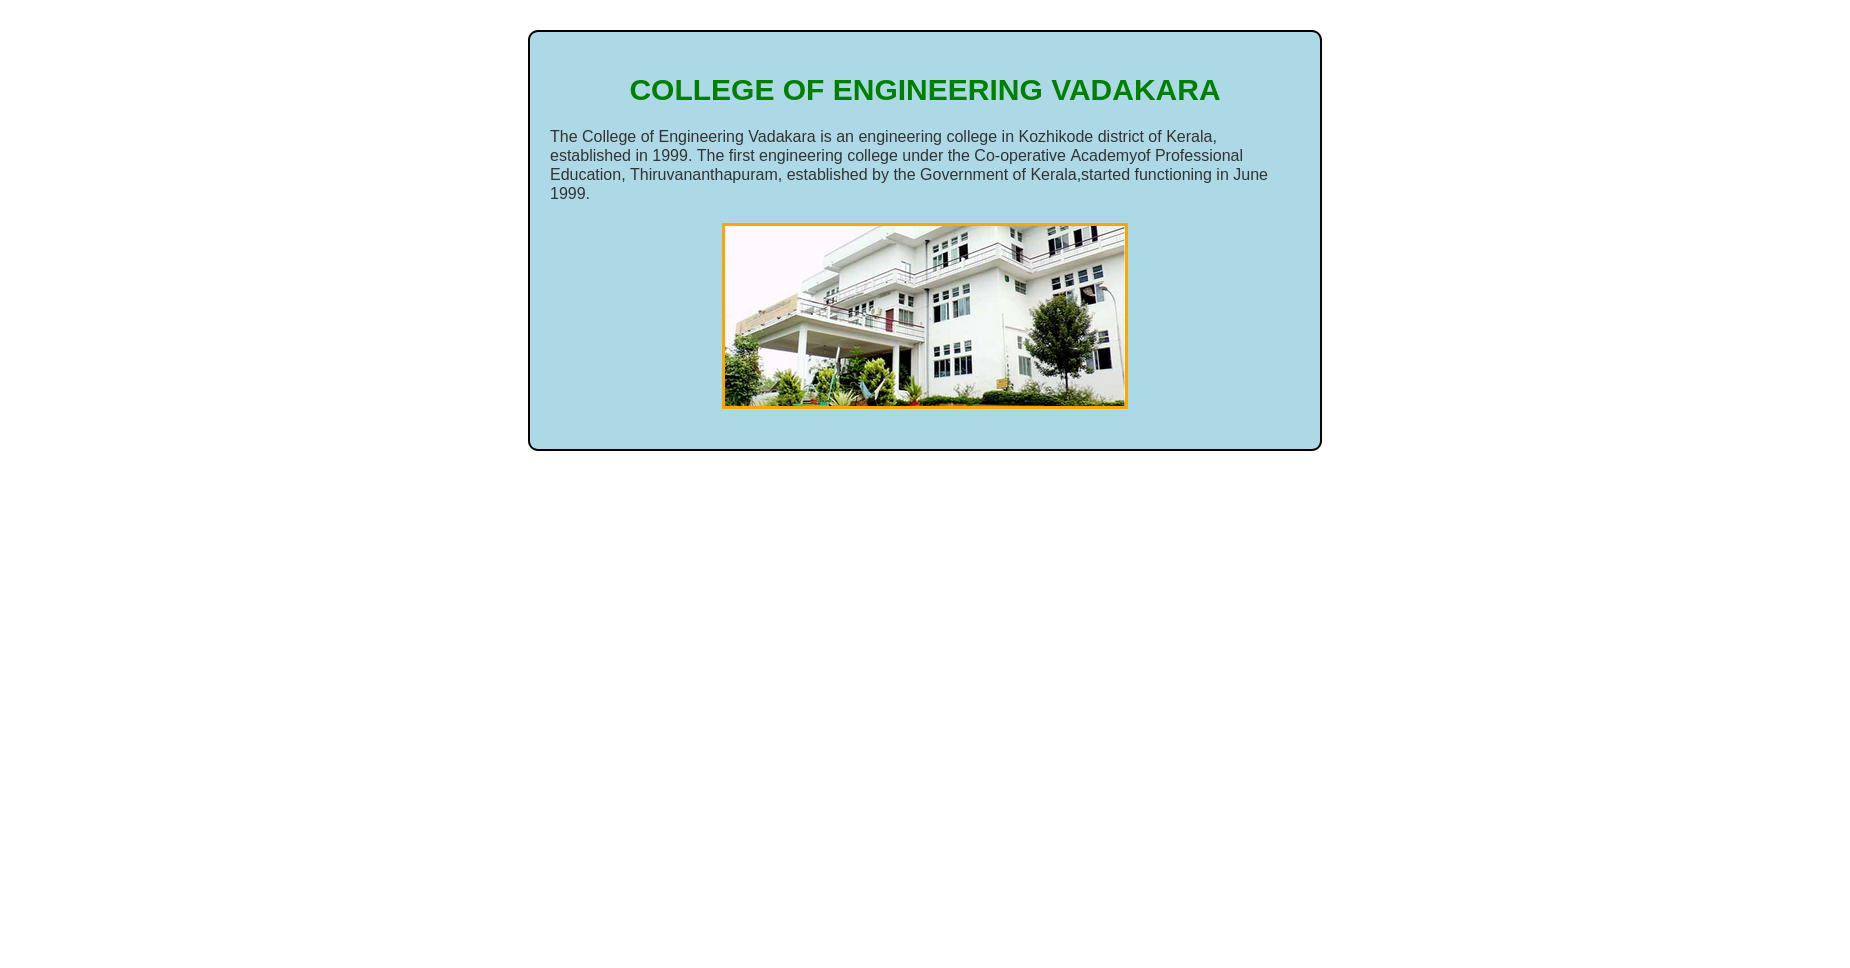 COLLEGE OF ENGINEERING VADAKARA
The College of Engineering Vadakara is an engineering college in Kozhikode district of Kerala,
established in 1999. The first engineering college under the Co-operative Academyof Professional
Education, Thiruvananthapuram, established by the Government of Kerala,started functioning in June
1999.